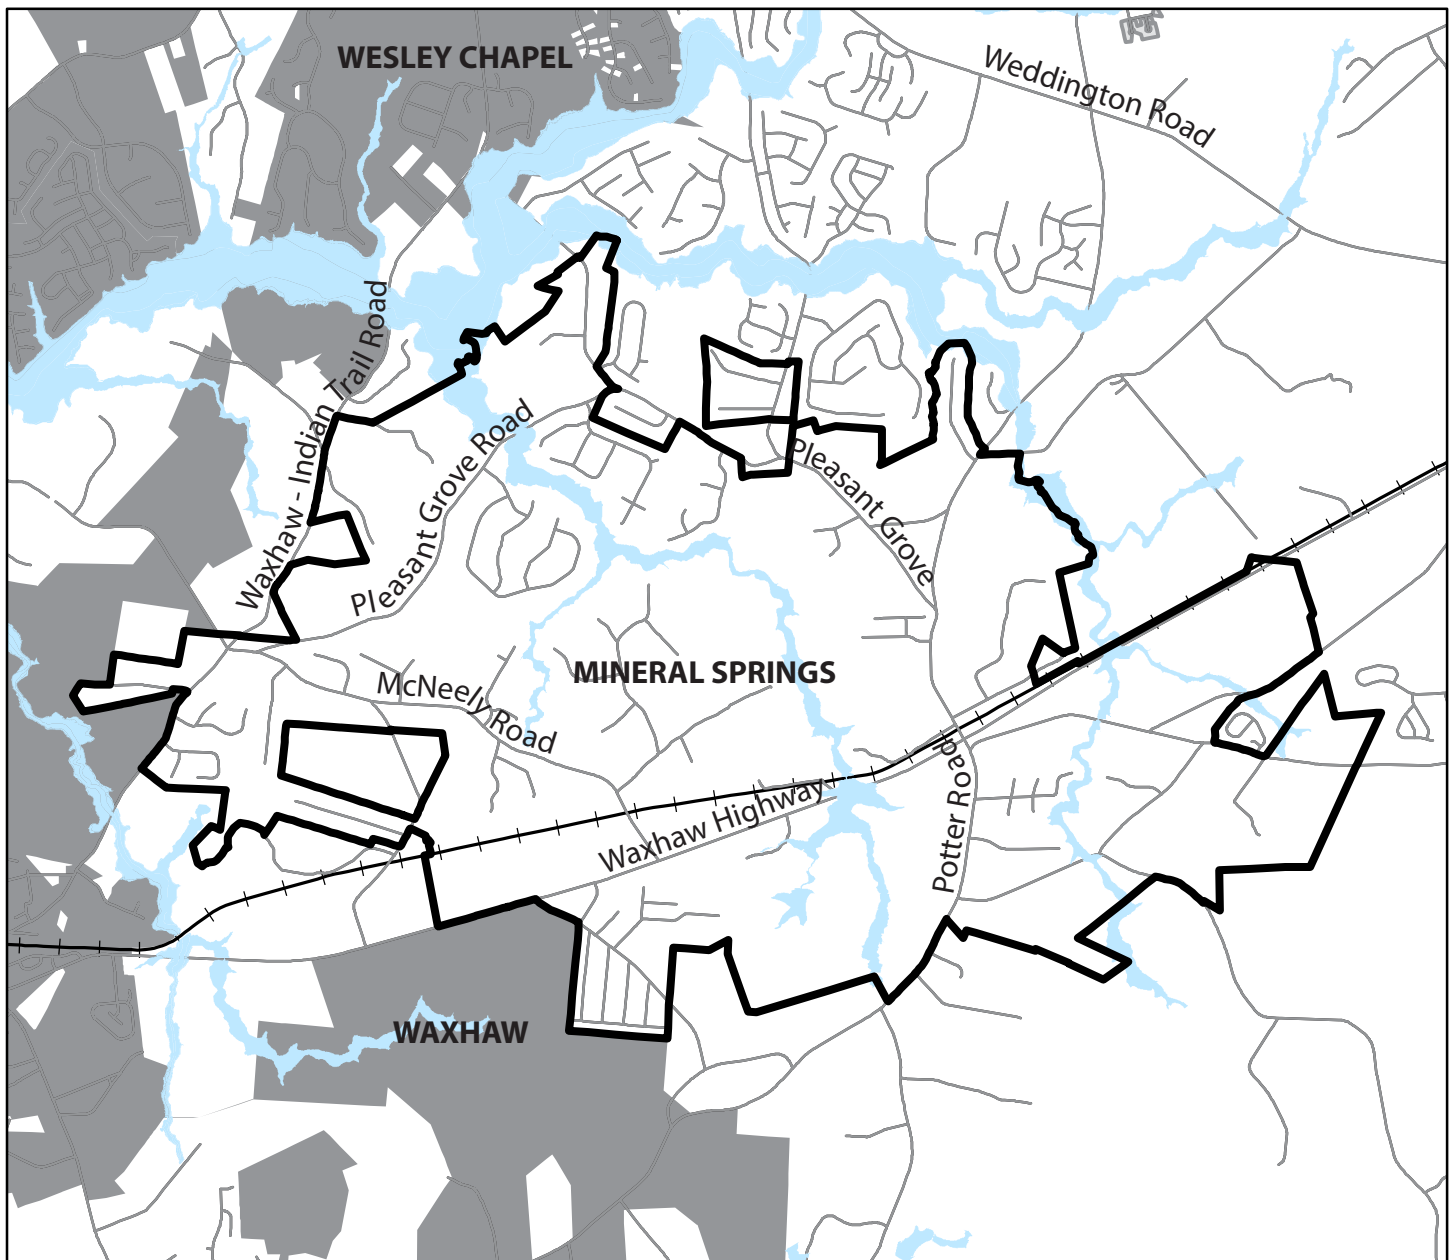 WESLEY CHAPEL
Weddington Road
Waxhaw - Indian Trail Road
Pleasant Grove Road
Pleasant Grove
MINERAL SPRINGS
McNeely Road
Waxhaw Highway
Potter Road
WAXHAW